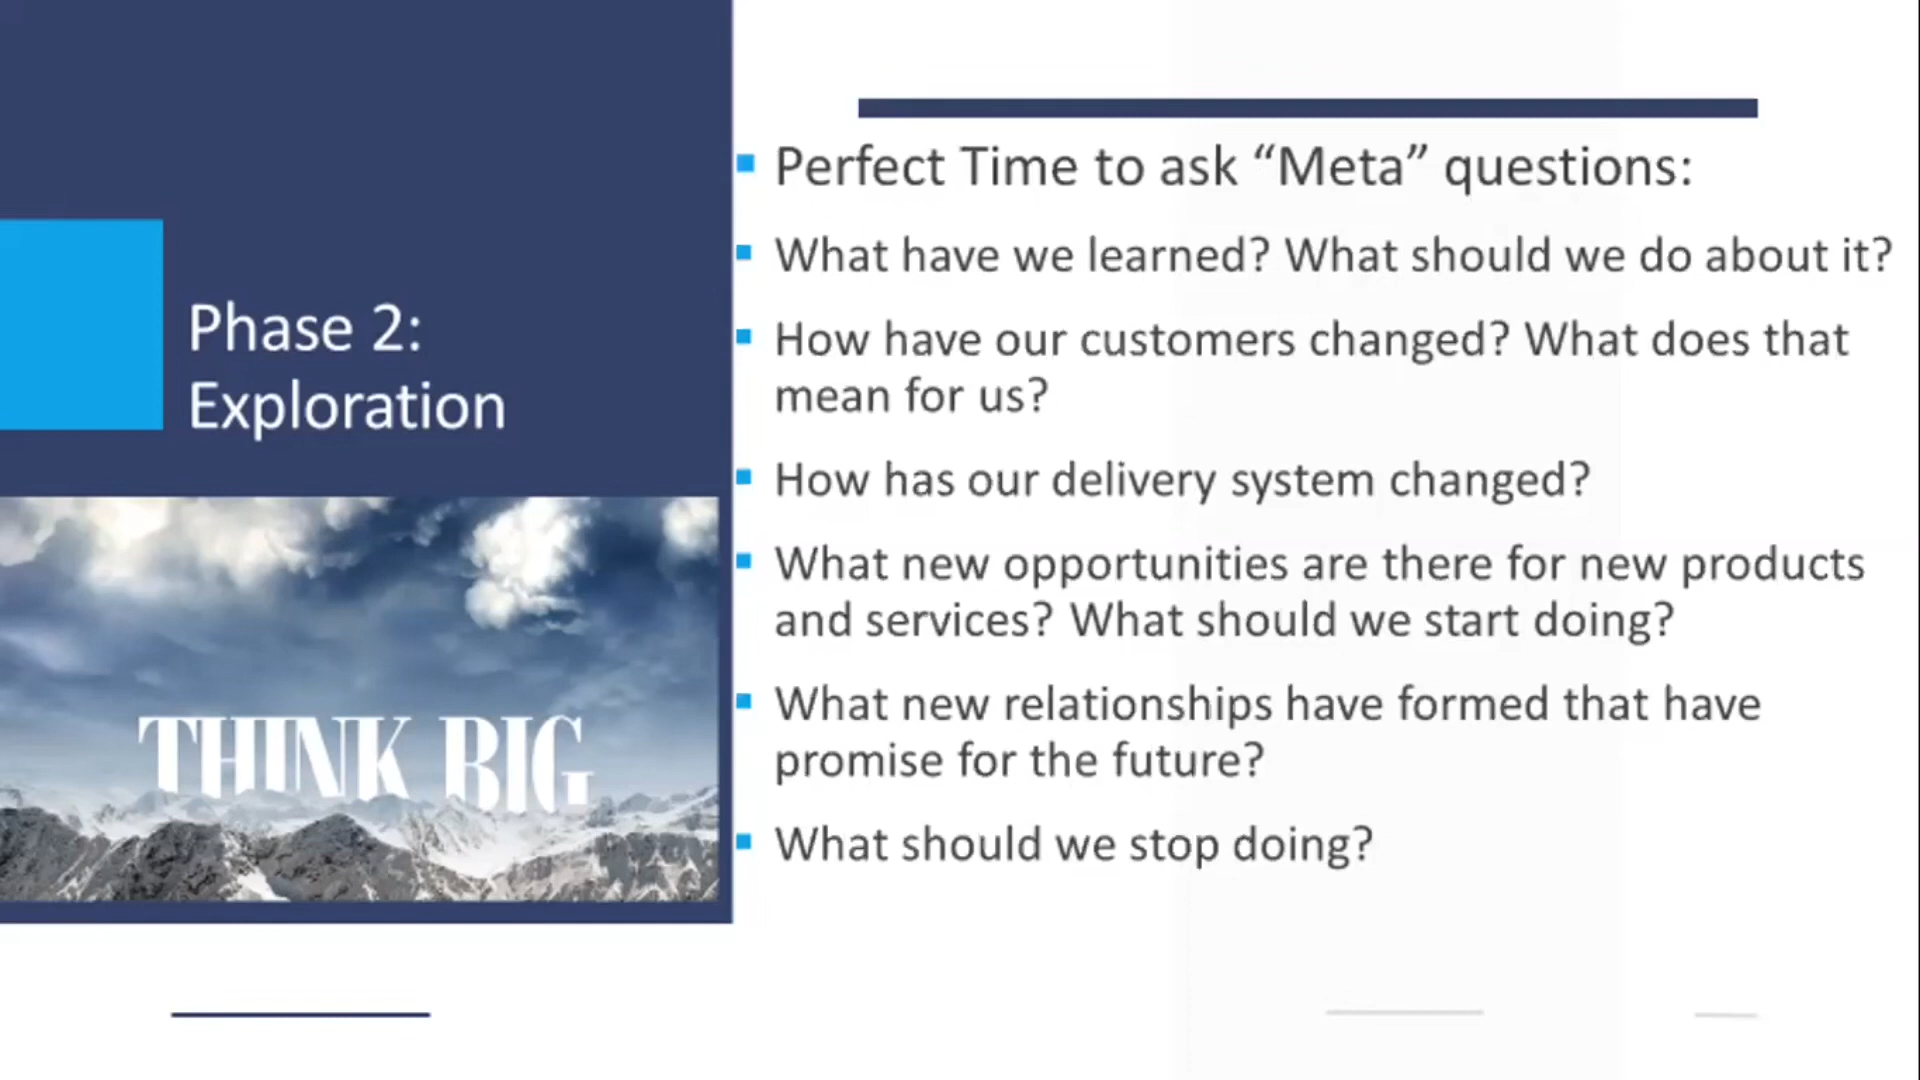 Phase 2:
Exploration
THINK BIG
Perfect Time to ask “Meta” questions:
What have we learned? What should we do about it?
How have our customers changed? What does that
mean for us?
How has our delivery system changed?
What new opportunities are there for new products
and services? What should we start doing?
What new relationships have formed that have
promise for the future?
What should we stop doing?